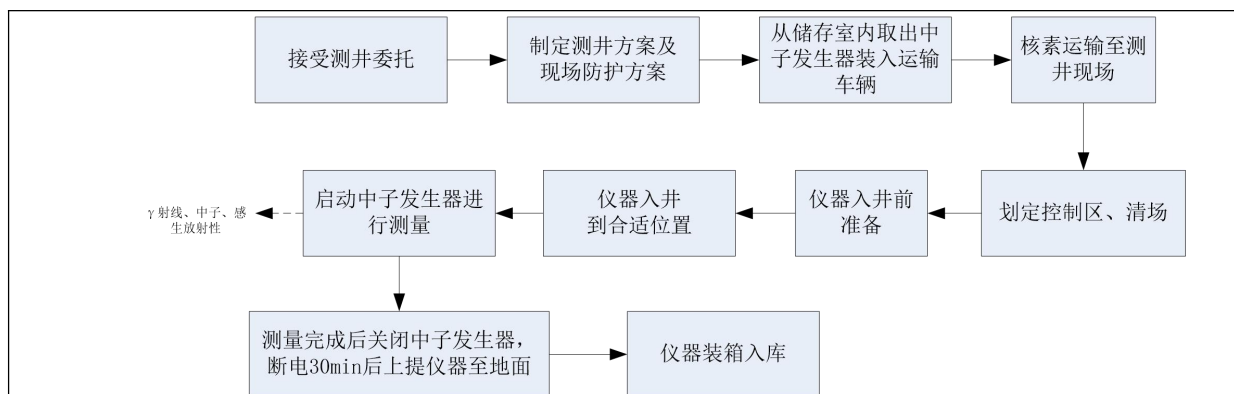 接受测井委托
制定测井方案及
现场防护方案
从储存室内取出中
子发生器装入运输
车辆
核素运输至测
井现场
划定控制区、清场
仪器入井前
准备
仪器入井
到合适位置
启动中子发生器进
行测量
γ射线、中子、感
生放射性
测量完成后关闭中子发生器，
断电30min后上提仪器至地面
仪器装箱入库